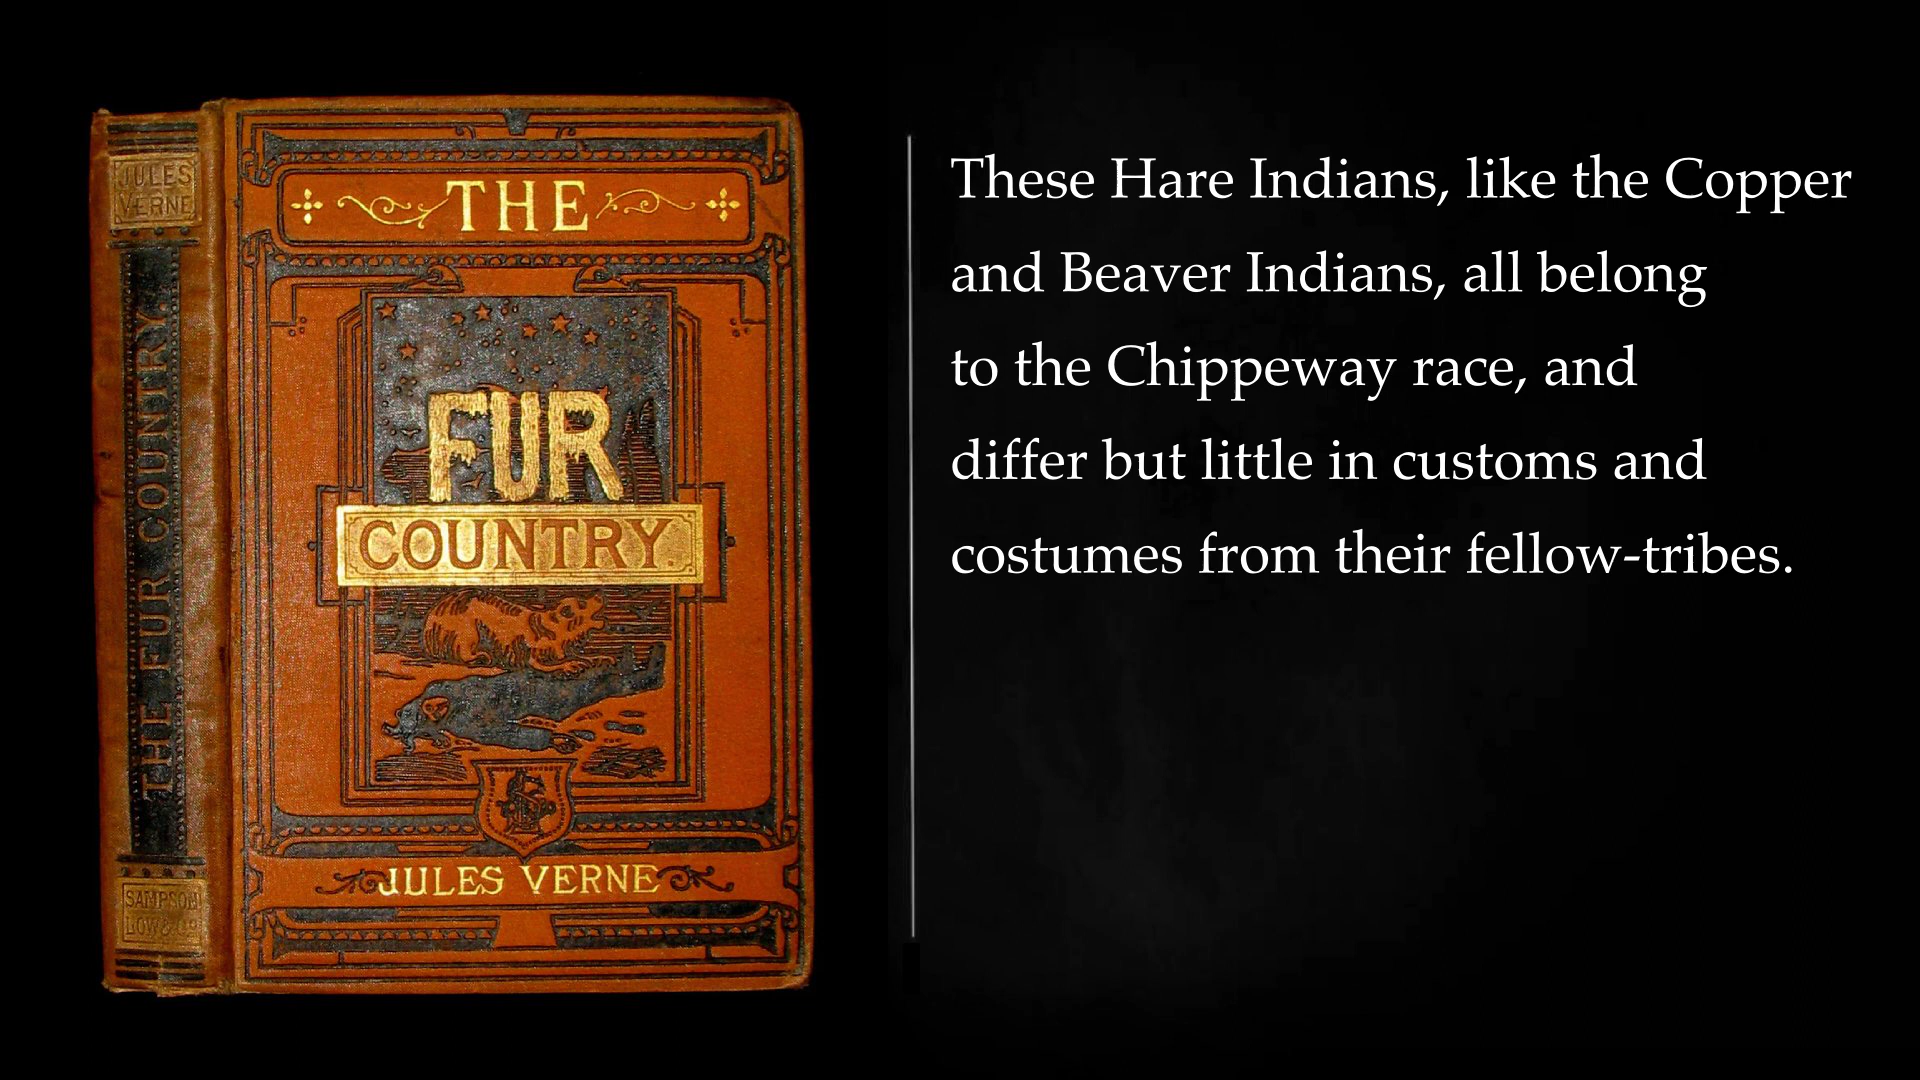 JULES
VERNE
THE FUR COUNTRY.
SAMPSON
LOW & Co
THE
FUR
COUNTRY.
JULES VERNE
These Hare Indians, like the Copper
and Beaver Indians, all belong
to the Chippeway race, and
differ but little in customs and
costumes from their fellow-tribes.